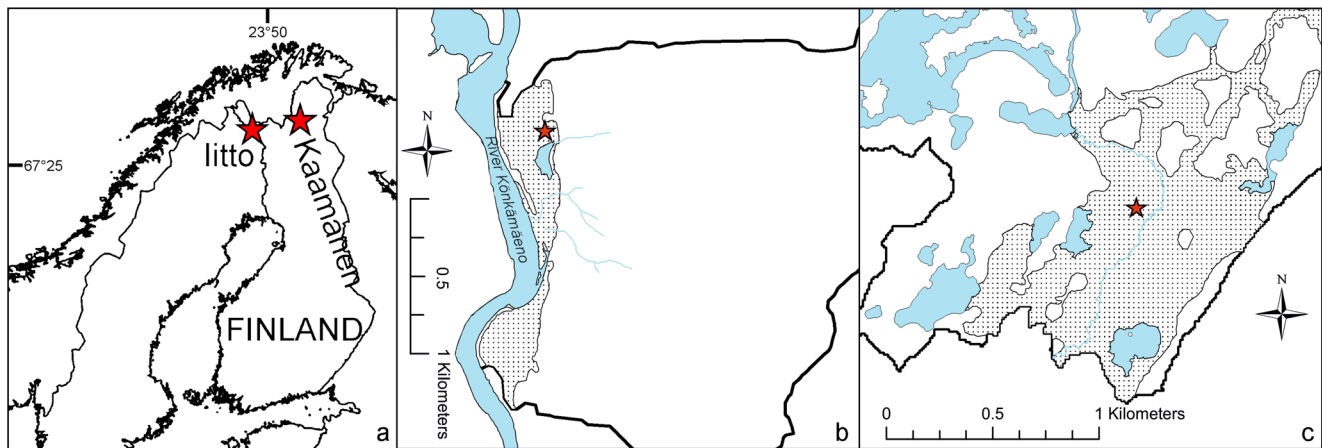 23°50
67°25
Iitto
Kaamanen
FINLAND
a
N
River Könkämäeno
0.5
1 Kilometers
b
N
0
0.5
1 Kilometers
c